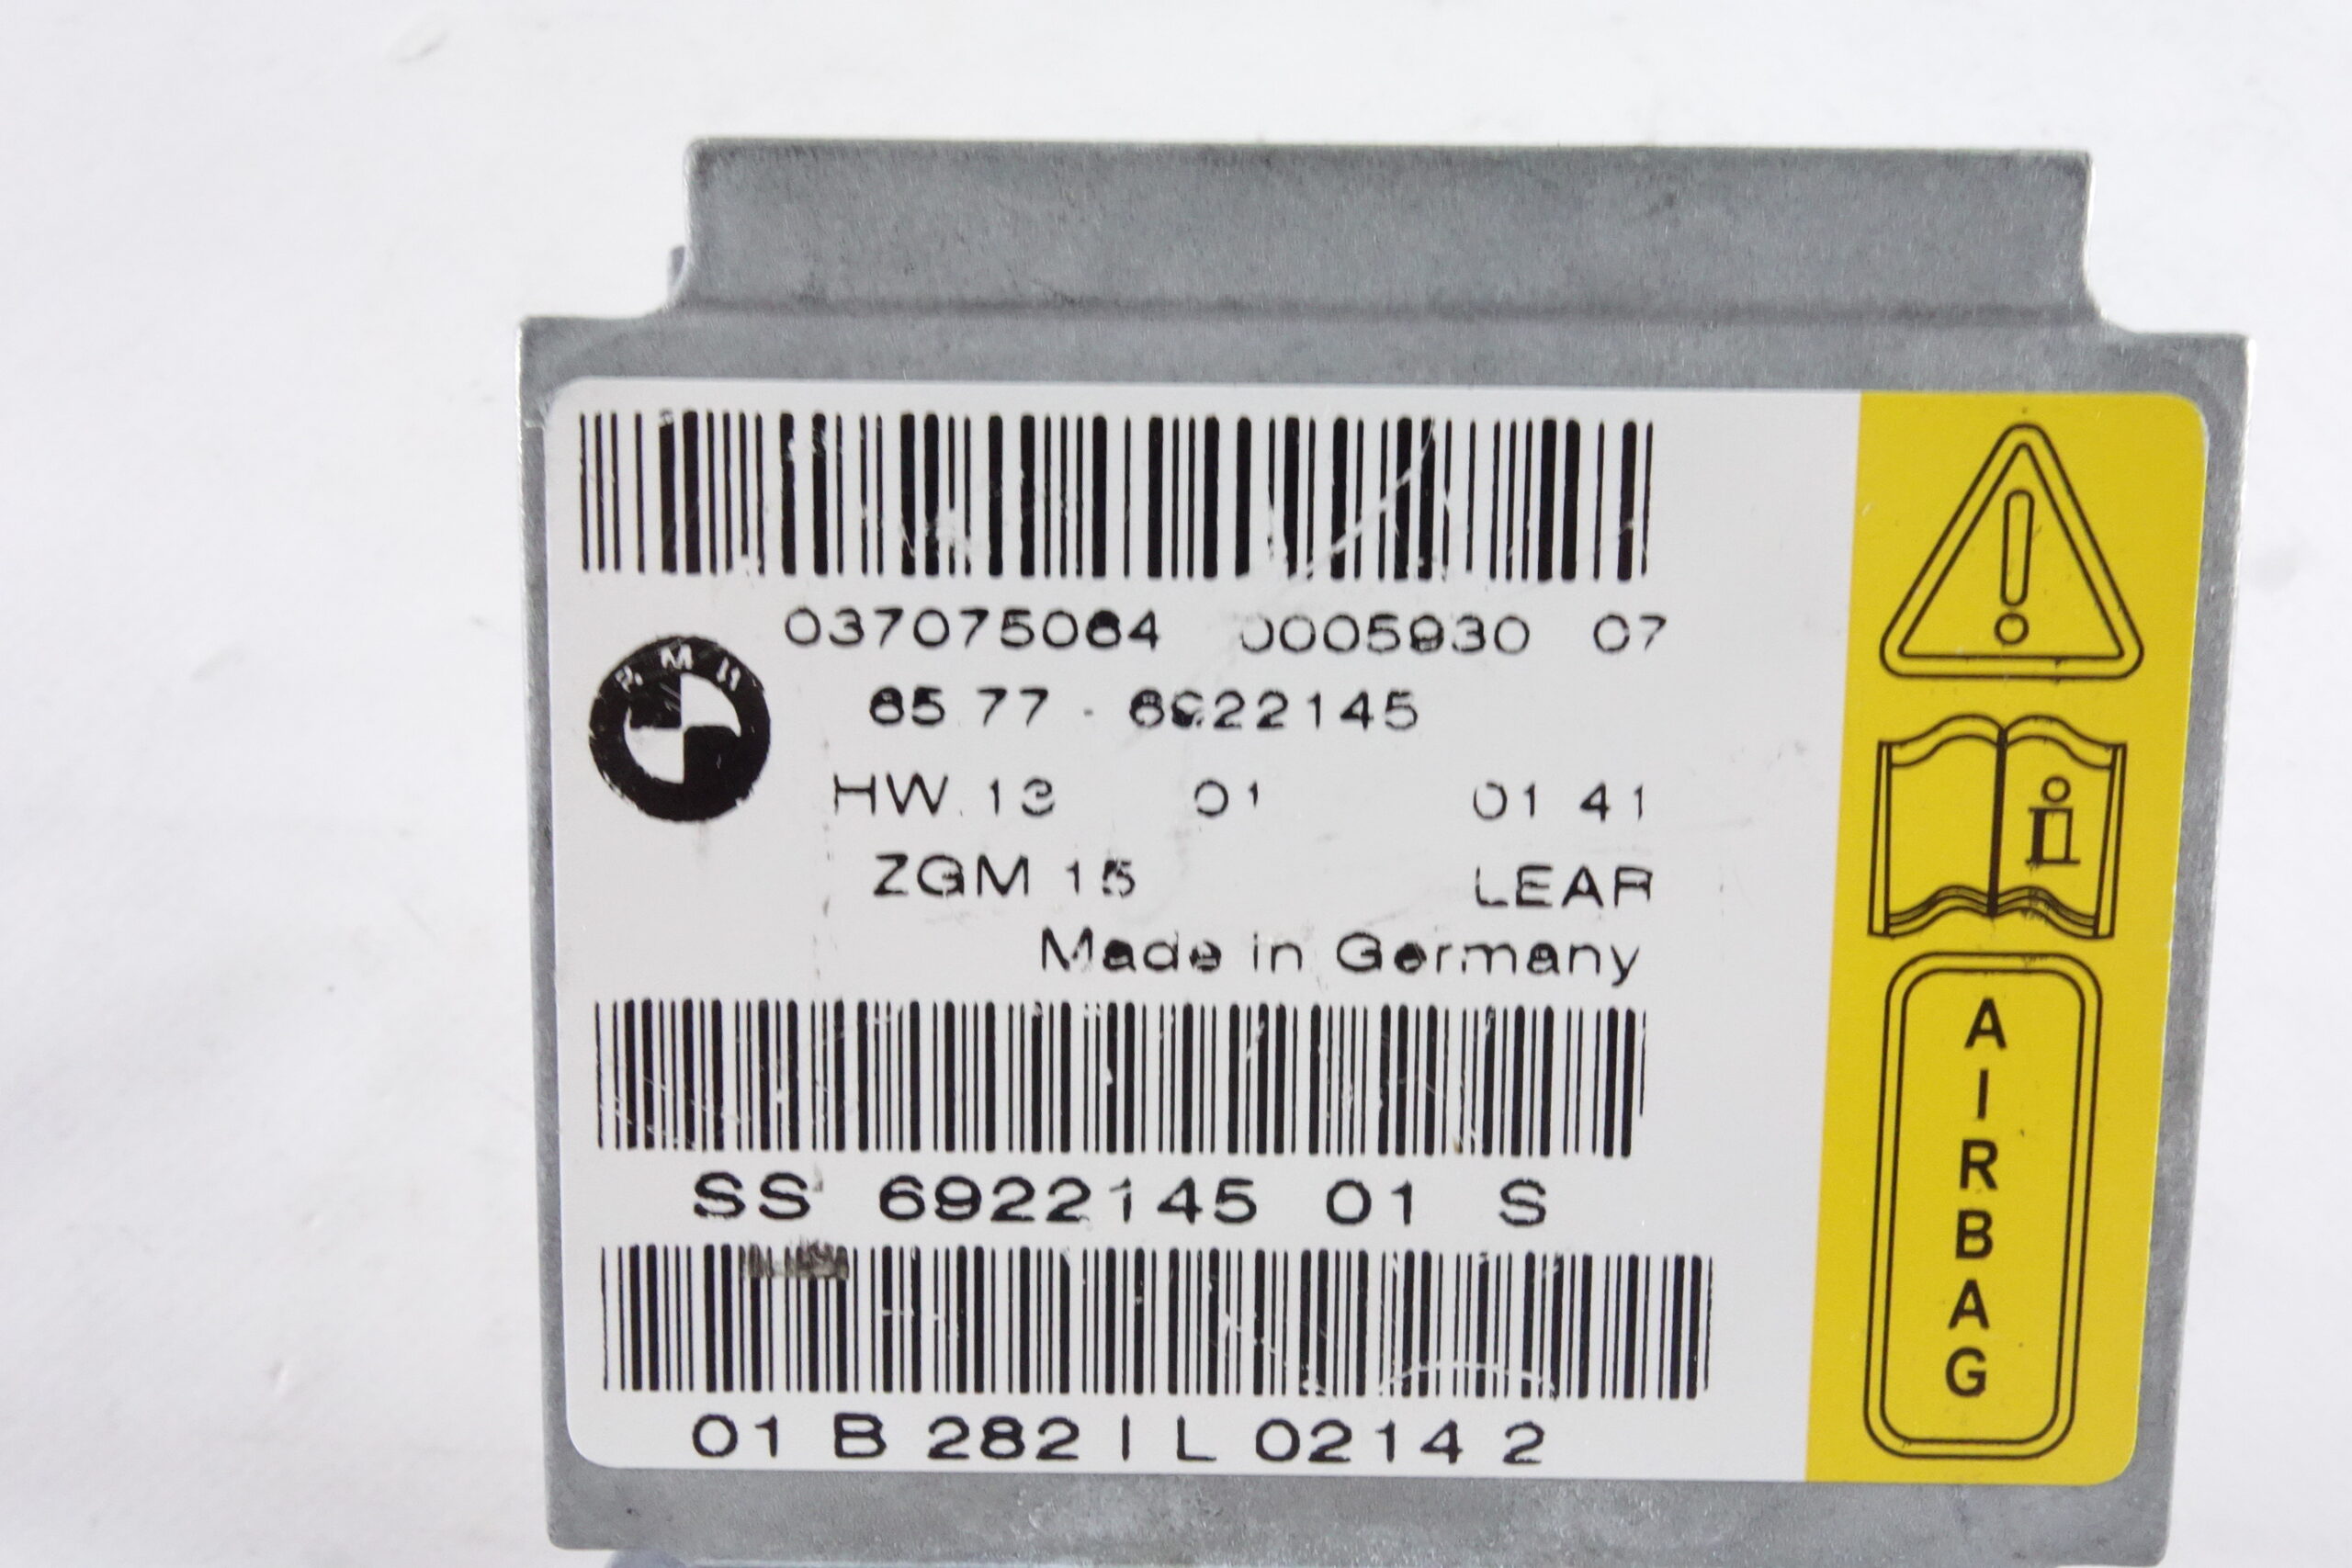 037075064 0005930 07
BMW
65.77 - 6922145
HW.13 01 01 41
ZGM 15 LEAR
Made in Germany
SS 6922145 01 S
01 B 282 I L 0214 2
i
AIRBAG